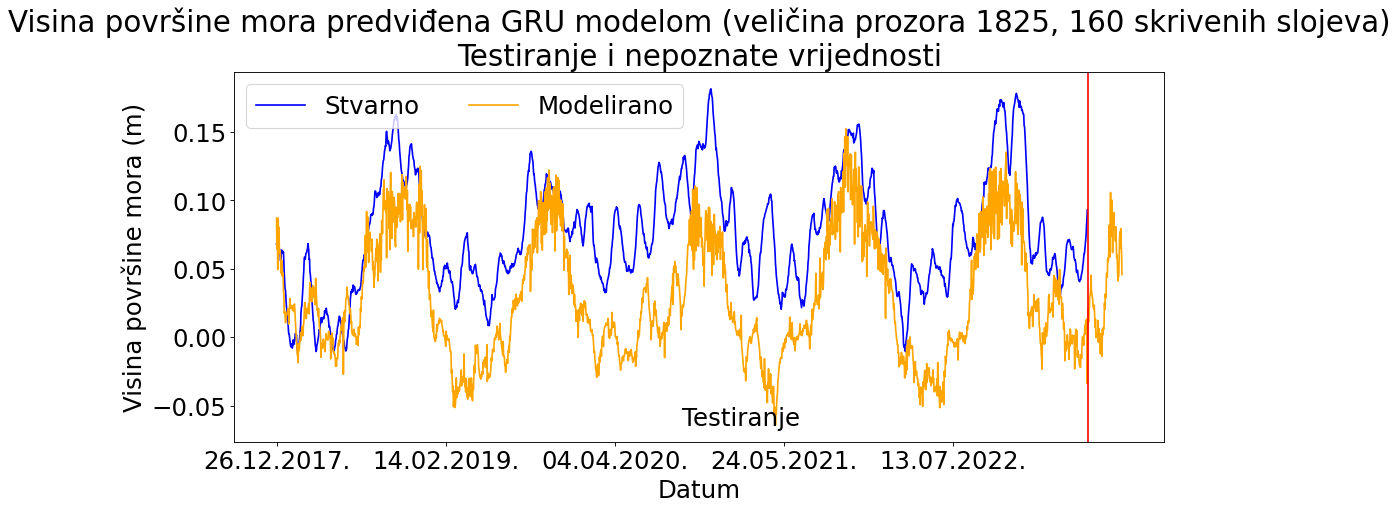 Visina površine mora predviđena GRU modelom (veličina prozora 1825, 160 skrivenih slojeva)
Testiranje i nepoznate vrijednosti
Stvarno
Modelirano
Visina površine mora (m)
0.15
0.10
0.05
0.00
−0.05
Testiranje
26.12.2017.
14.02.2019.
04.04.2020.
24.05.2021.
13.07.2022.
Datum